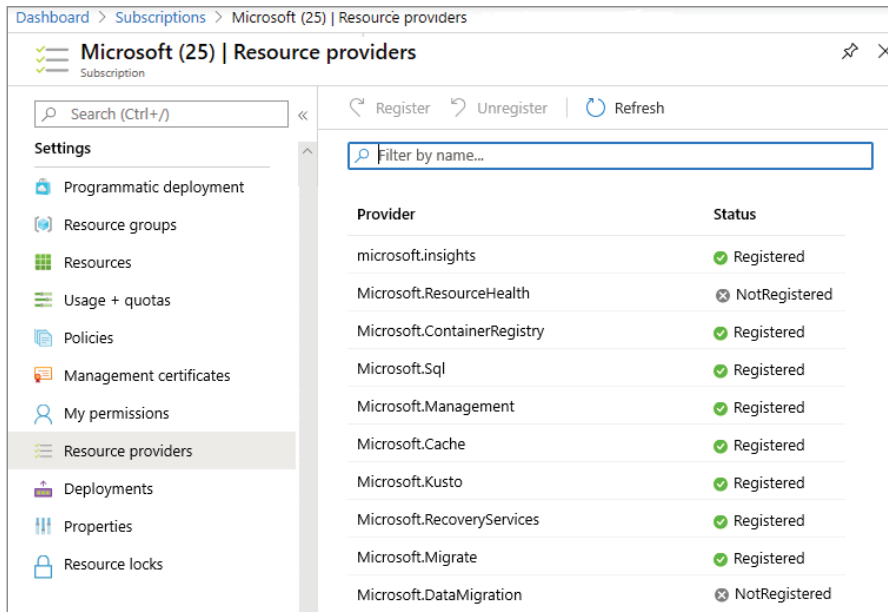 Dashboard > Subscriptions > Microsoft (25) | Resource providers
Microsoft (25) | Resource providers
Subscription
Search (Ctrl+/)
«
Register
Unregister
Refresh
Settings
Programmatic deployment
Resource groups
Resources
Usage + quotas
Policies
Management certificates
My permissions
Resource providers
Deployments
Properties
Resource locks
Filter by name...
Provider Status
microsoft.insights Registered
Microsoft.ResourceHealth NotRegistered
Microsoft.ContainerRegistry Registered
Microsoft.Sql Registered
Microsoft.Management Registered
Microsoft.Cache Registered
Microsoft.Kusto Registered
Microsoft.RecoveryServices Registered
Microsoft.Migrate Registered
Microsoft.DataMigration NotRegistered